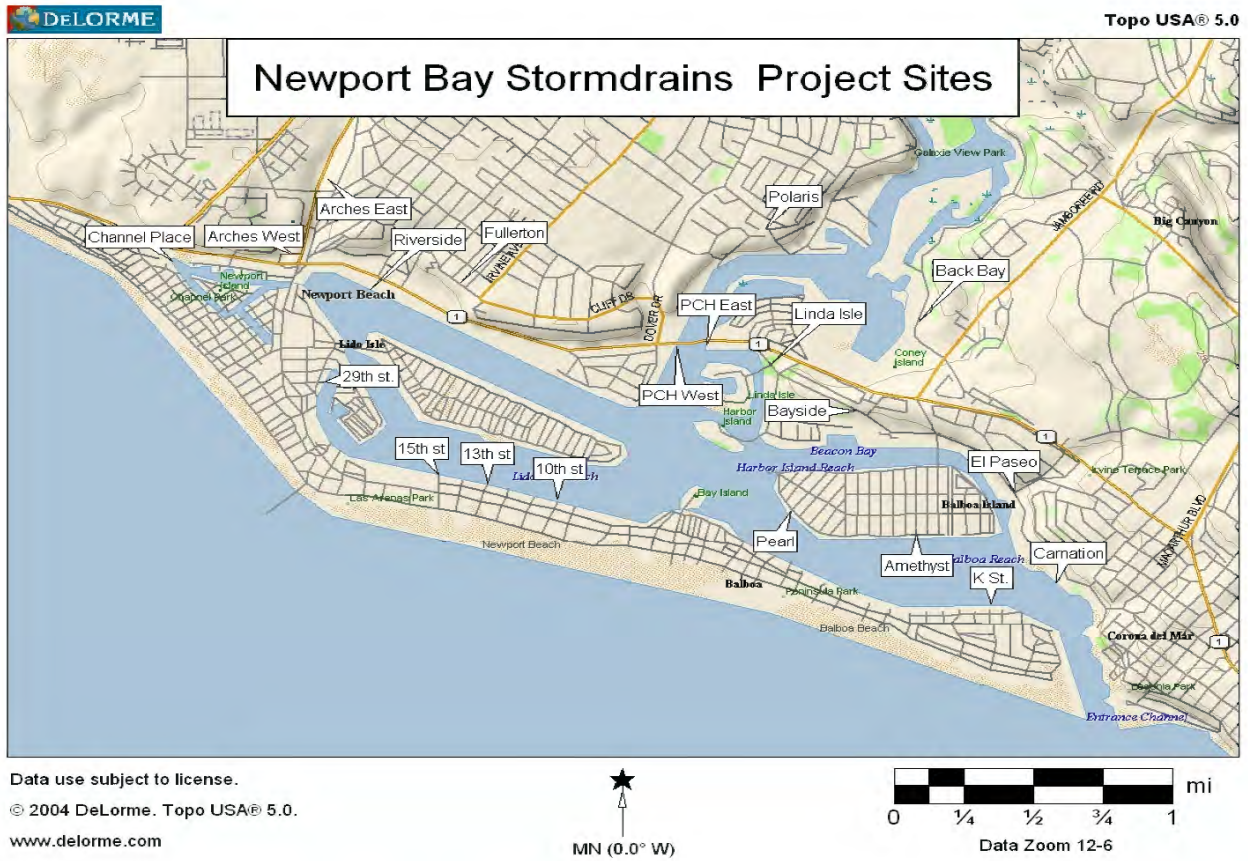 DELORME
Topo USA® 5.0
Newport Bay Stormdrains Project Sites
Galaxie View Park
Polaris
JAMBOREE RD
Big Canyon
Arches East
Channel Place
Arches West
Riverside
Fullerton
IRVINE AVE
Newport
Island
Channel Park
Newport Beach
Back Bay
CLIFF DR
DOVER DR
PCH East
Linda Isle
1
1
Lido Isle
29th st.
Coney
Island
PCH West
Linda Isle
Harbor
Island
Bayside
1
15th st
13th st
10th st
Beacon Bay
Harbor Island Reach
El Paseo
Irvine Terrace Park
Las Arenas Park
Bay Island
Balboa Island
MACARTHUR BLVD
Newport Beach
Pearl
Amethyst
Balboa Reach
Carnation
K St.
Balboa
Peninsula Park
Balboa Beach
Corona del Mar
1
Entrance Channel
Data use subject to license.
© 2004 DeLorme. Topo USA® 5.0.
www.delorme.com
MN (0.0° W)
mi
0 ¼ ½ ¾ 1
Data Zoom 12-6